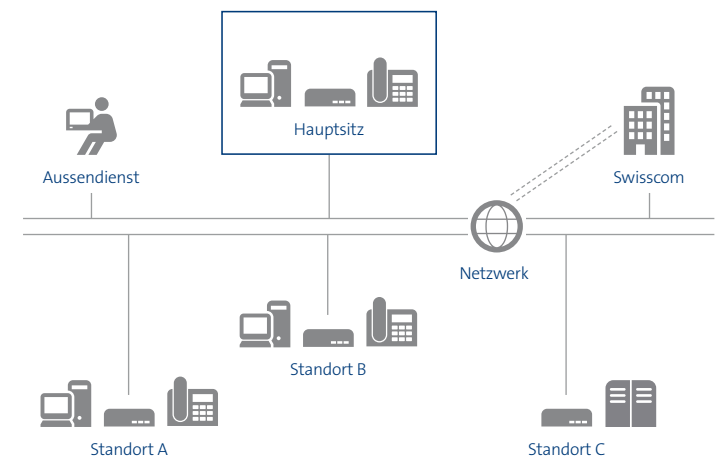 Hauptsitz
Aussendienst
Swisscom
Netzwerk
Standort B
Standort A
Standort C